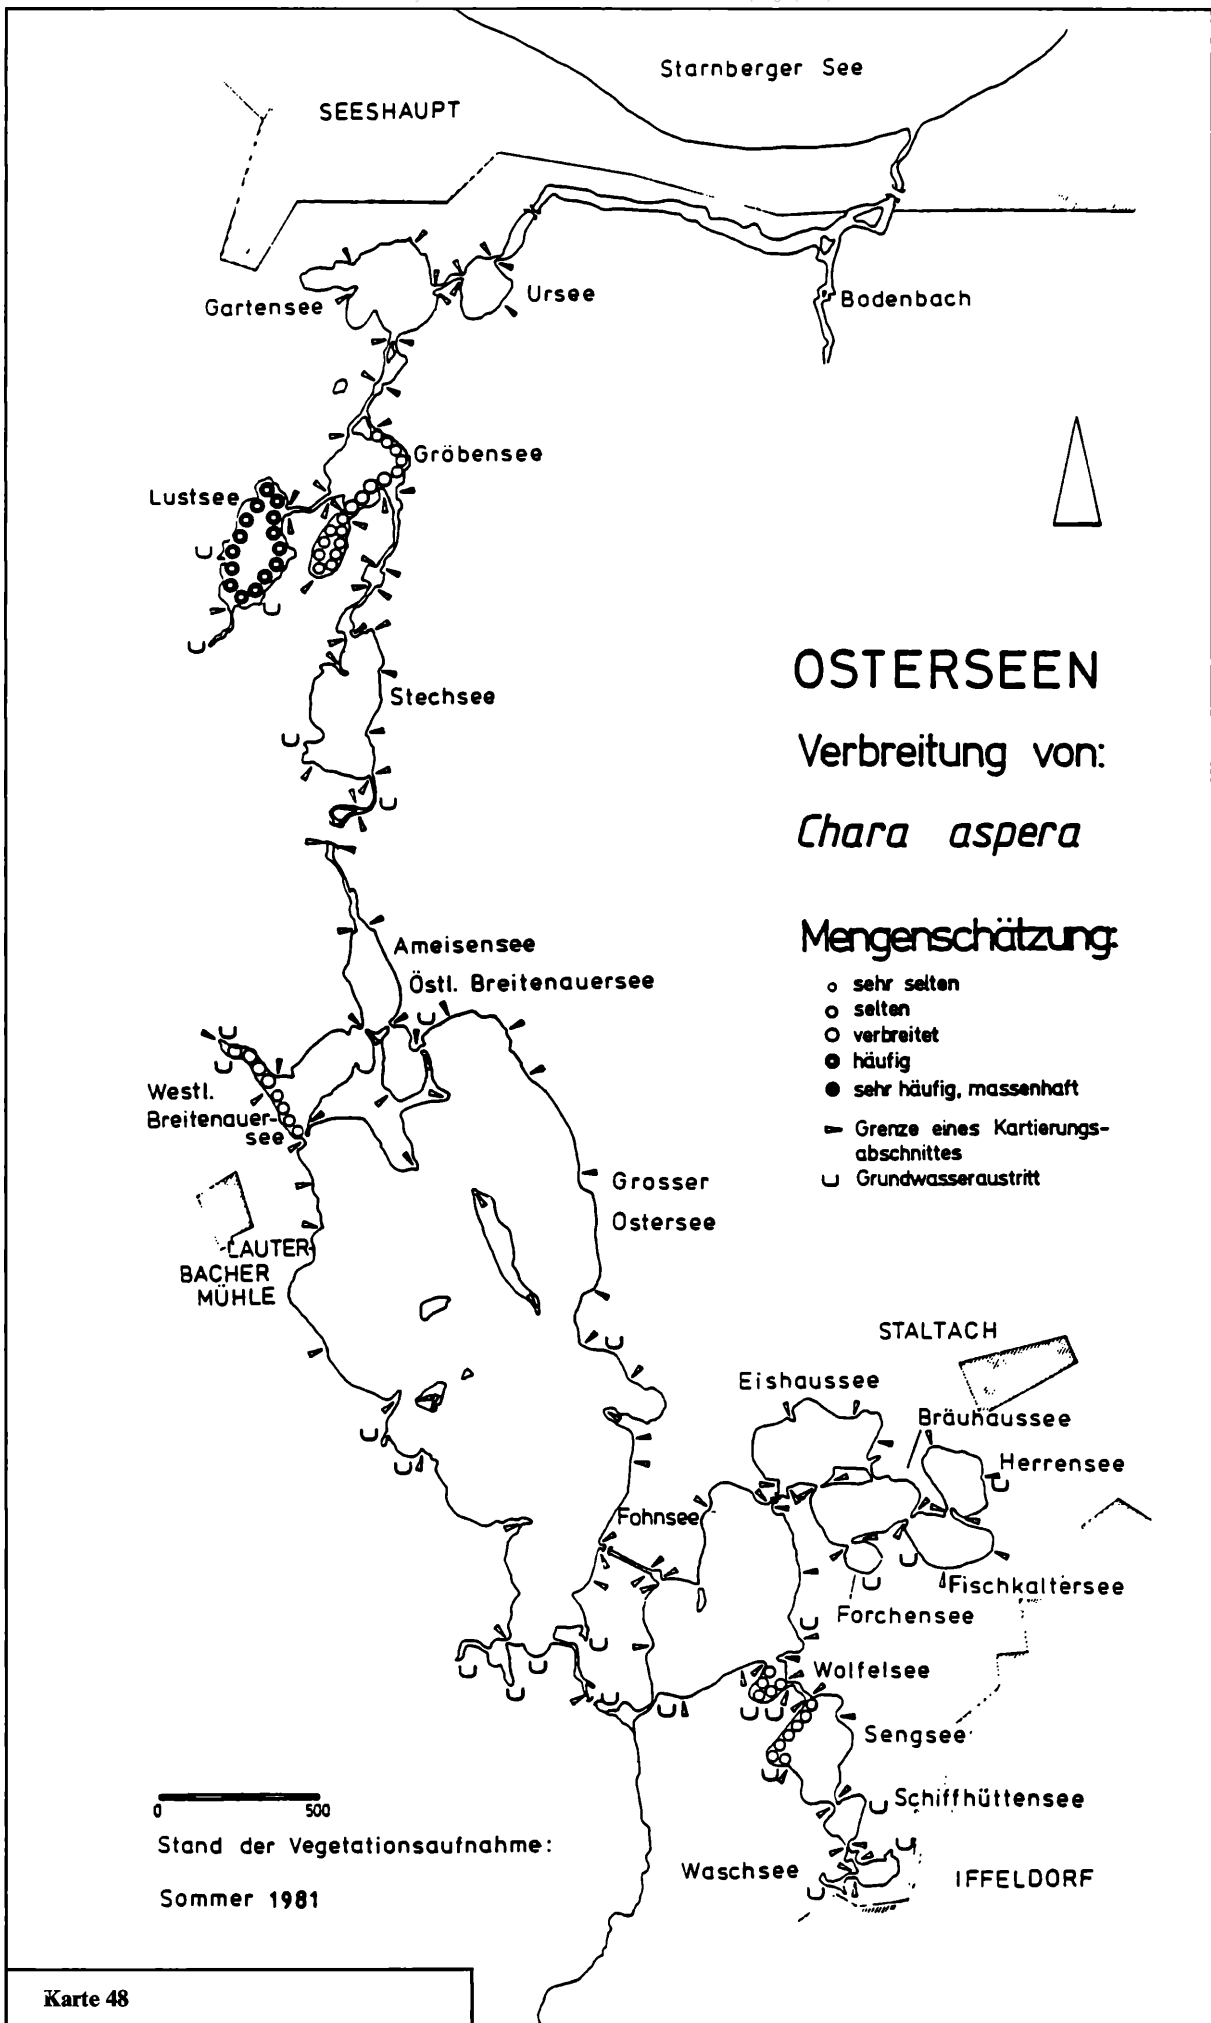 Starnberger See
SEESHAUPT
Gartensee
Ursee
Bodenbach
Gröbensee
Lustsee
Stechsee
OSTERSEEN
Verbreitung von:
Chara aspera
Mengenschätzung:
sehr selten
selten
verbreitet
häufig
sehr häufig, massenhaft
Grenze eines Kartierungs-
abschnittes
Grundwasseraustritt
Ameisensee
Östl. Breitenauersee
Westl.
Breitenauer-
see
Grosser
Ostersee
LAUTER-
BACHER
MÜHLE
STALTACH
Eishaussee
Bräuhaussee
Herrensee
Fohnsee
Fischkaltersee
Forchensee
Wolfelsee
Sengsee
Schiffhüttensee
Waschsee
IFFELDORF
0 500
Stand der Vegetationsaufnahme:
Sommer 1981
Karte 48